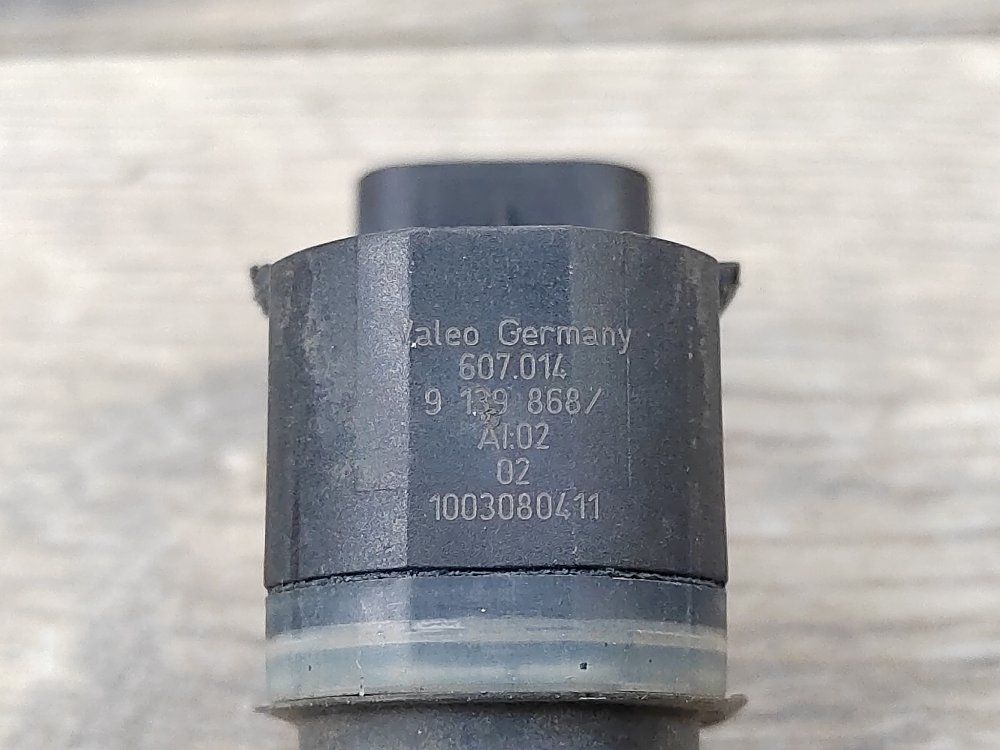 Valeo Germany
607.014
9 139 868/
AI:02
02
1003080411